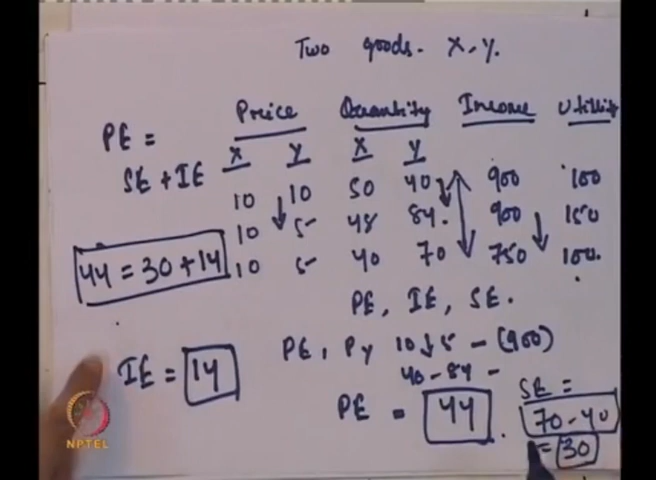 Two goods - X, Y.
Price Quantity Income Utility
PE = X Y X Y
SE + IE 10 10 50 40 900 100
10 5 48 84 900 150
44 = 30 + 14 10 5 40 70 750 100
PE, IE, SE.
PE, PY 10 ↓ 5 - (900)
40 - 84 -
IE = 14
PE = 44
SE =
70 - 40
= 30
NPTEL